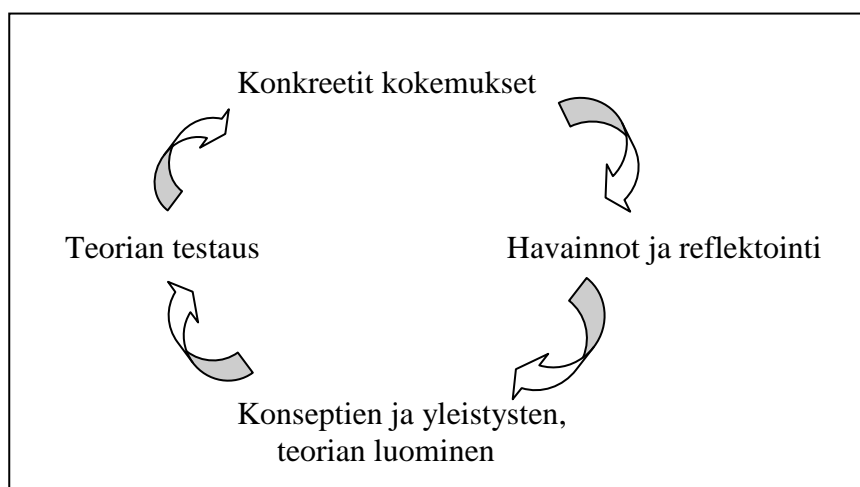 Konkreetit kokemukset
Teorian testaus
Havainnot ja reflektointi
Konseptien ja yleistysten,
teorian luominen